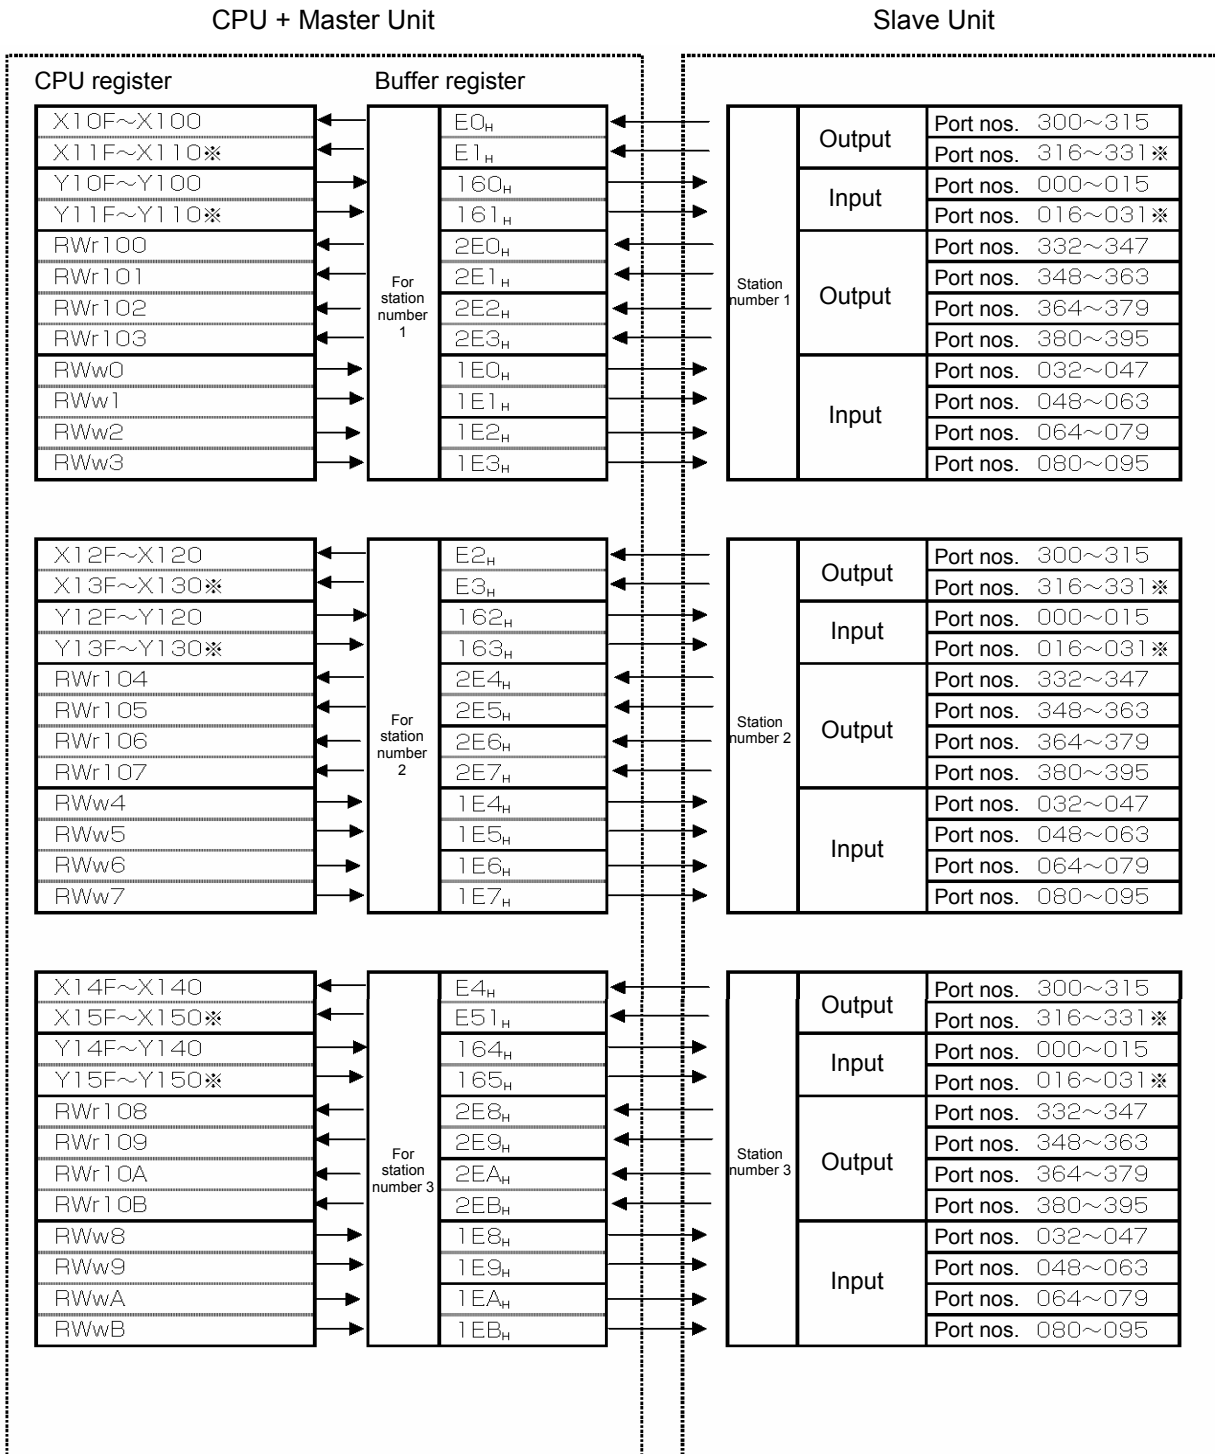 CPU + Master Unit Slave Unit
CPU register Buffer register
X10F~X100 E0H Output Port nos. 300~315
X11F~X110※ E1H Port nos. 316~331※
Y10F~Y100 160H Input Port nos. 000~015
Y11F~Y110※ 161H Port nos. 016~031※
RWr100 2E0H Output Port nos. 332~347
RWr101 2E1H Port nos. 348~363
RWr102 2E2H Port nos. 364~379
RWr103 2E3H Port nos. 380~395
RWw0 1E0H Input Port nos. 032~047
RWw1 1E1H Port nos. 048~063
RWw2 1E2H Port nos. 064~079
RWw3 1E3H Port nos. 080~095
For
station
number
1
Station
number 1
X12F~X120 E2H Output Port nos. 300~315
X13F~X130※ E3H Port nos. 316~331※
Y12F~Y120 162H Input Port nos. 000~015
Y13F~Y130※ 163H Port nos. 016~031※
RWr104 2E4H Output Port nos. 332~347
RWr105 2E5H Port nos. 348~363
RWr106 2E6H Port nos. 364~379
RWr107 2E7H Port nos. 380~395
RWw4 1E4H Input Port nos. 032~047
RWw5 1E5H Port nos. 048~063
RWw6 1E6H Port nos. 064~079
RWw7 1E7H Port nos. 080~095
For
station
number
2
Station
number 2
X14F~X140 E4H Output Port nos. 300~315
X15F~X150※ E51H Port nos. 316~331※
Y14F~Y140 164H Input Port nos. 000~015
Y15F~Y150※ 165H Port nos. 016~031※
RWr108 2E8H Output Port nos. 332~347
RWr109 2E9H Port nos. 348~363
RWr10A 2EAH Port nos. 364~379
RWr10B 2EBH Port nos. 380~395
RWw8 1E8H Input Port nos. 032~047
RWw9 1E9H Port nos. 048~063
RWwA 1EAH Port nos. 064~079
RWwB 1EBH Port nos. 080~095
For
station
number 3
Station
number 3